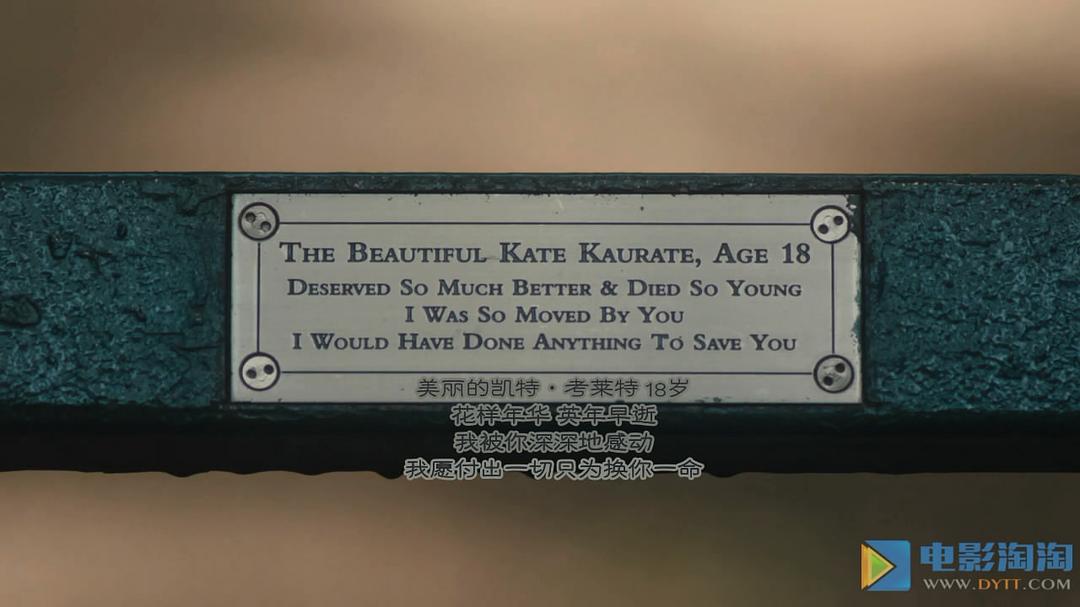 THE BEAUTIFUL KATE KAURATE, AGE 18
DESERVED SO MUCH BETTER & DIED SO YOUNG
I WAS SO MOVED BY YOU
I WOULD HAVE DONE ANYTHING TO SAVE YOU
美丽的凯特·考莱特 18岁
花样年华 英年早逝
我被你深深地感动
我愿付出一切只为换你一命
电影淘淘
WWW.DYTT.COM